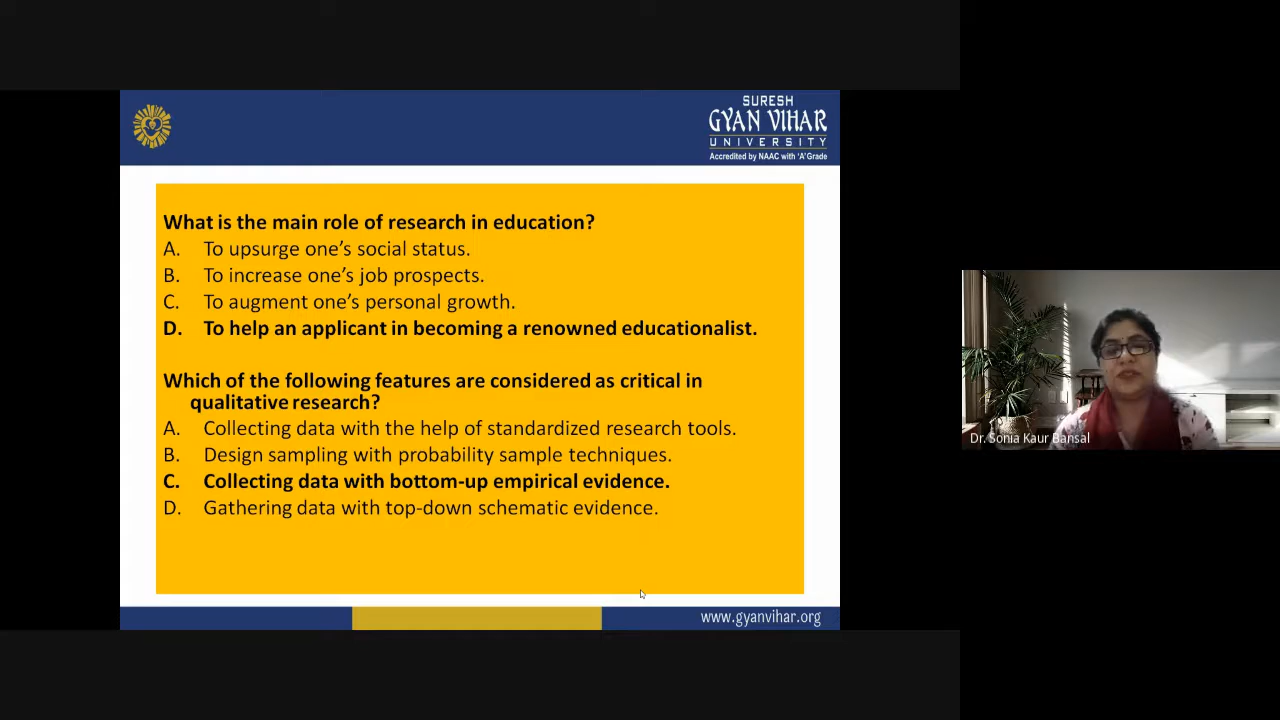 SURESH
GYAN VIHAR
UNIVERSITY
Accredited by NAAC with 'A' Grade
What is the main role of research in education?
A. To upsurge one's social status.
B. To increase one's job prospects.
C. To augment one's personal growth.
D. To help an applicant in becoming a renowned educationalist.
Which of the following features are considered as critical in
qualitative research?
A. Collecting data with the help of standardized research tools.
B. Design sampling with probability sample techniques.
C. Collecting data with bottom-up empirical evidence.
D. Gathering data with top-down schematic evidence.
www.gyanvihar.org
Dr. Sonia Kaur Bansal